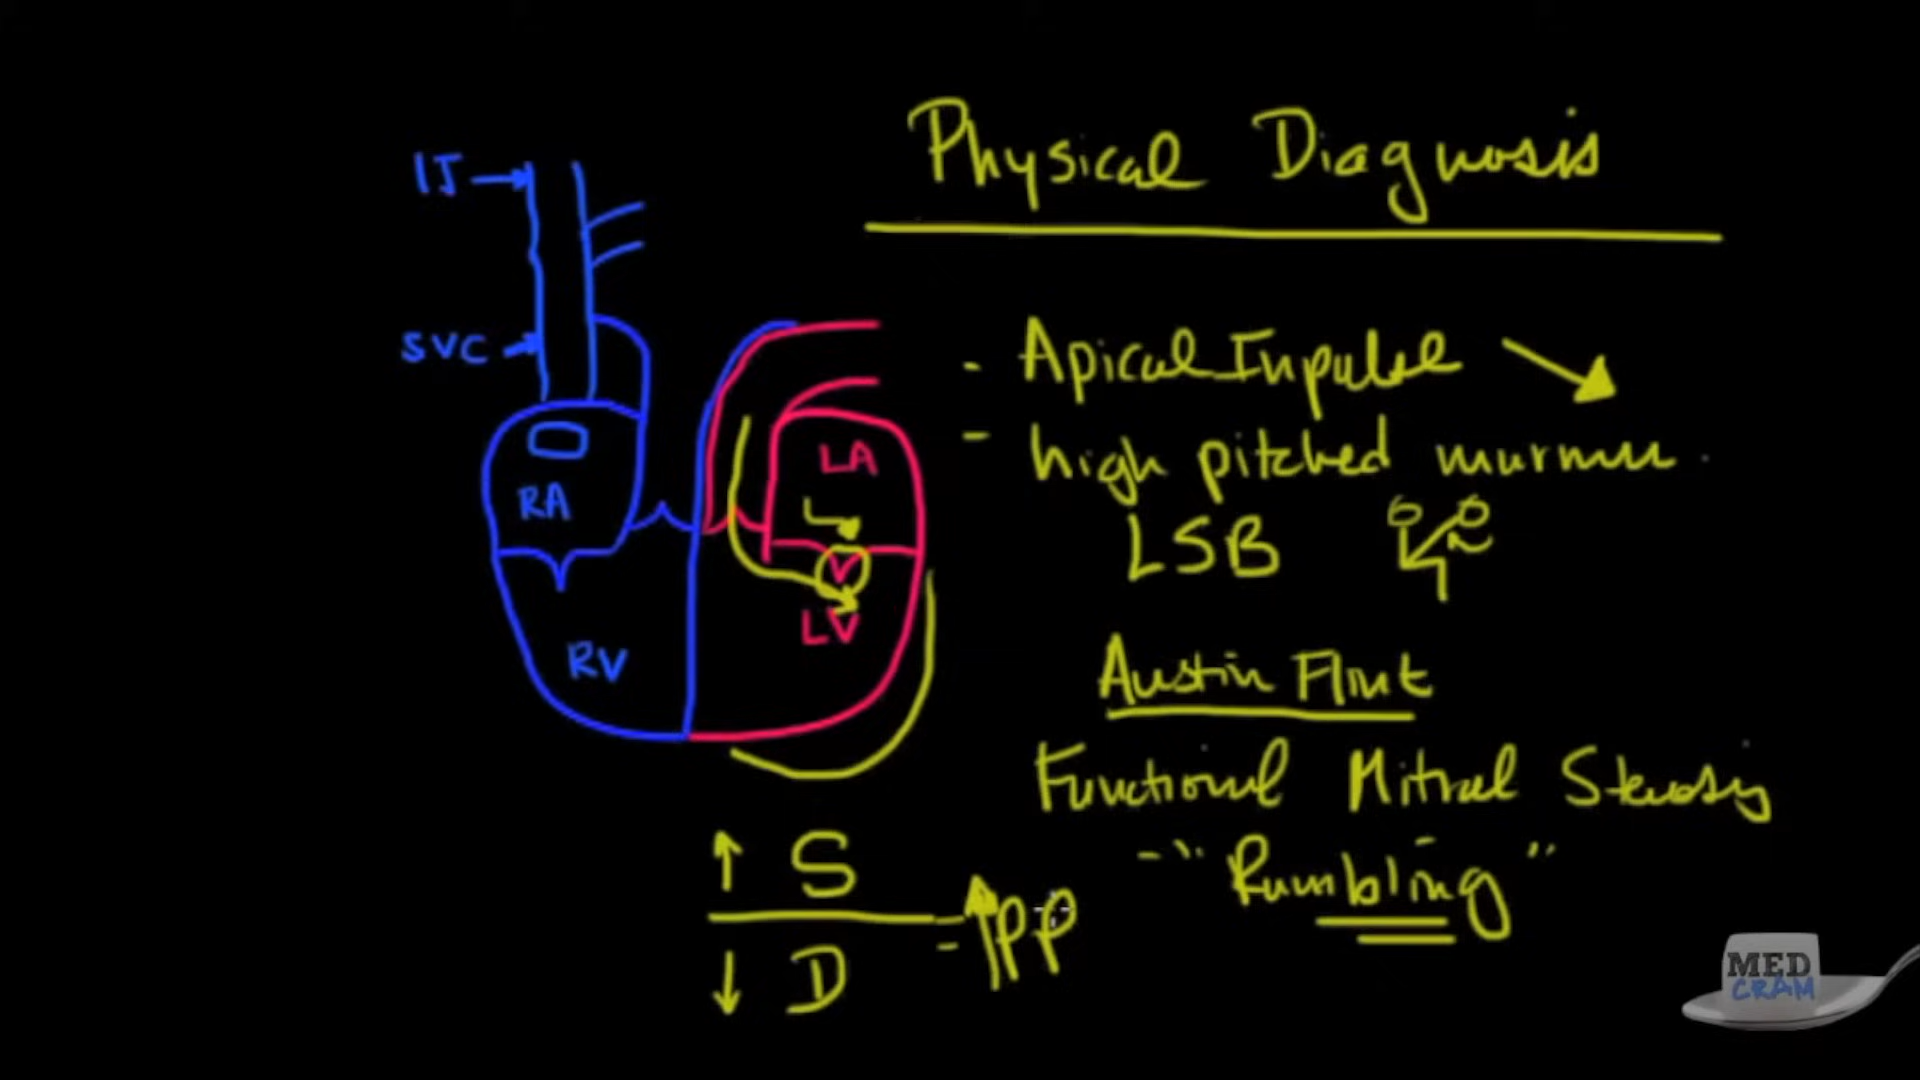 Physical Diagnosis
IJ
SVC
- Apical Inpulse
- high pitched murmur
LSB
LA
RA
LV
RV
Austin Flint
Functional Mitral Stenosis
- "Rumbling"
↑ S
↓ D
= ↑PP
MED
CRAM